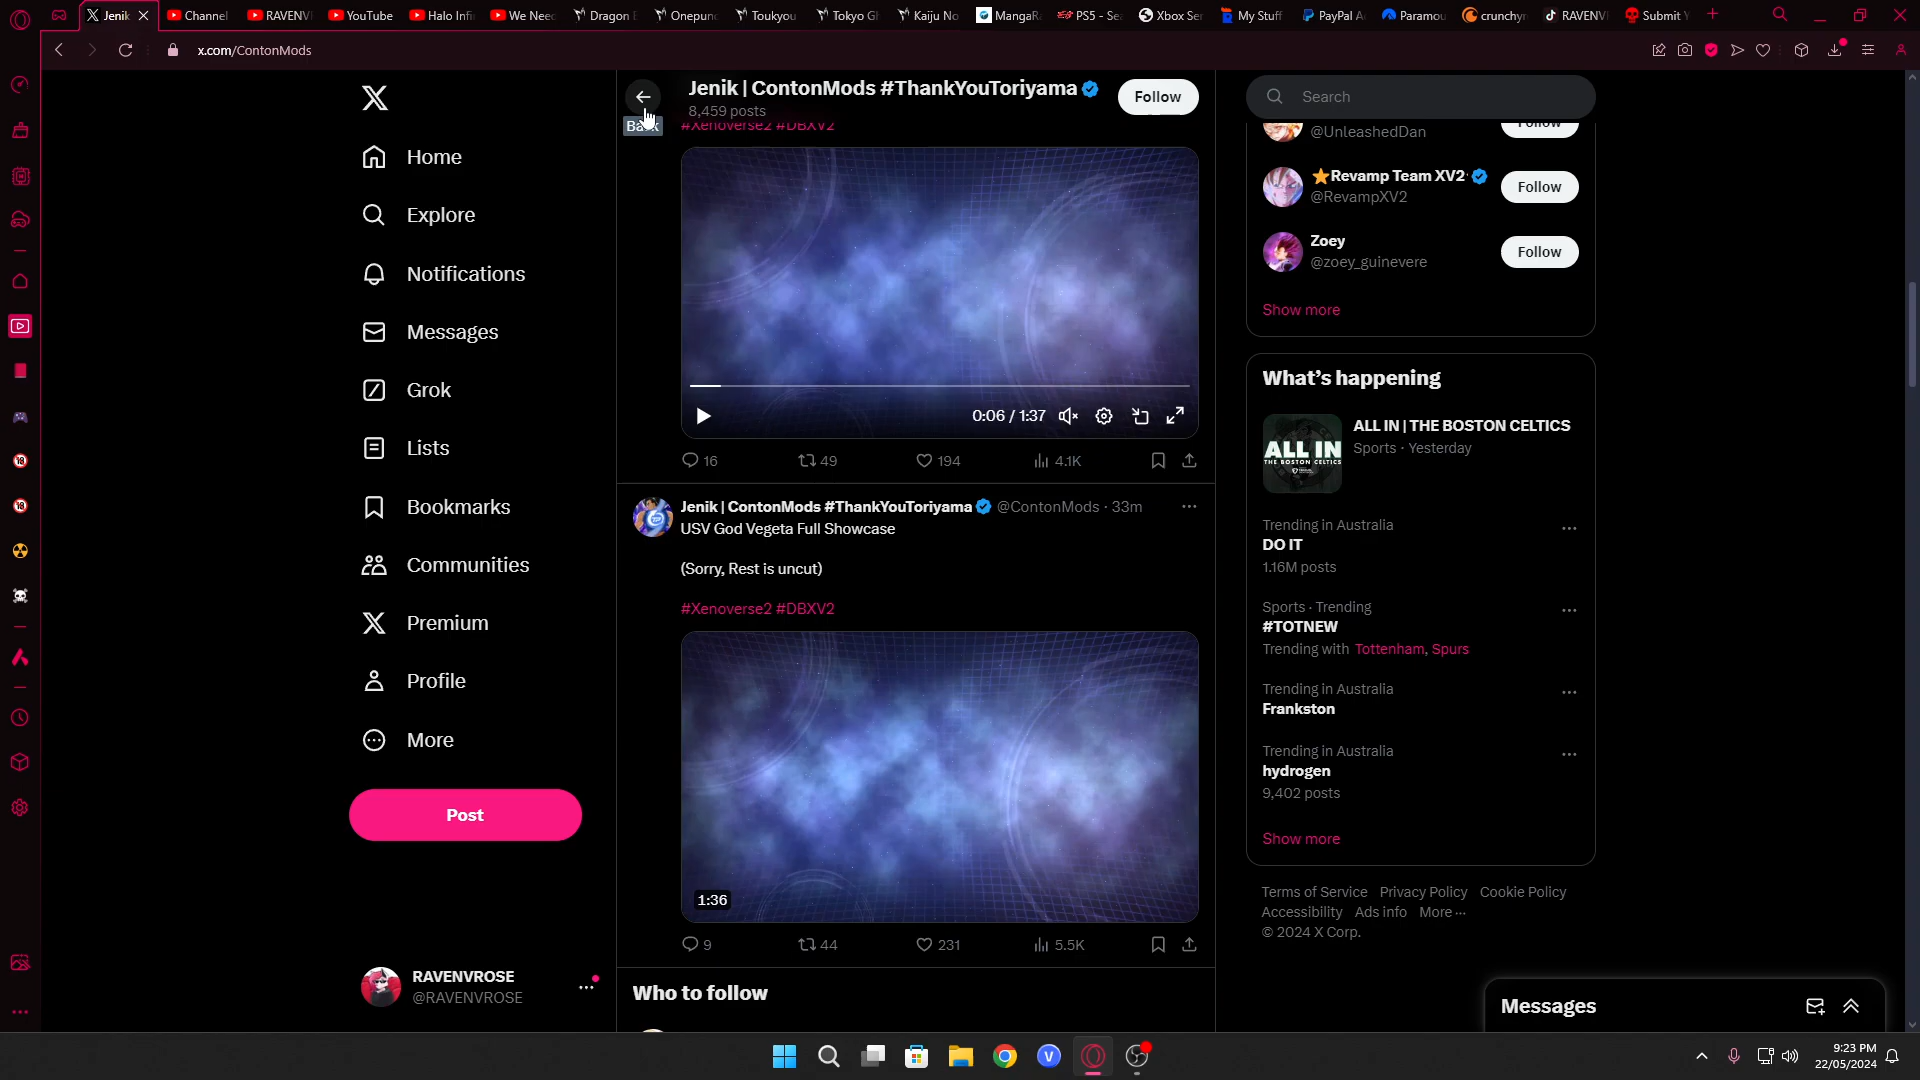 Jenik
Channel
RAVENV
YouTube
Halo Infi
We Need
Dragon
Onepunc
Toukyou
Tokyo G
Kaiju No
MangaR
PS5 - Se
Xbox Ser
My Stuff
PayPal A
Paramou
crunchyr
RAVENV
Submit Y
x.com/ContonMods
Home
Explore
Notifications
Messages
Grok
Lists
Bookmarks
Communities
Premium
Profile
More
Post
RAVENVROSE
@RAVENVROSE
Jenik | ContonMods #ThankYouToriyama
8,459 posts
Follow
#Xenoverse2 #DBXV2
0:06 / 1:37
16
49
194
4.1K
Jenik | ContonMods #ThankYouToriyama @ContonMods · 33m
USV God Vegeta Full Showcase
(Sorry, Rest is uncut)
#Xenoverse2 #DBXV2
1:36
9
44
231
5.5K
Who to follow
Search
@UnleashedDan
Follow
Revamp Team XV2
@RevampXV2
Follow
Zoey
@zoey_guinevere
Follow
Show more
What's happening
ALL IN
THE BOSTON CELTICS
ALL IN | THE BOSTON CELTICS
Sports · Yesterday
Trending in Australia
DO IT
1.16M posts
Sports · Trending
#TOTNEW
Trending with Tottenham, Spurs
Trending in Australia
Frankston
Trending in Australia
hydrogen
9,402 posts
Show more
Terms of Service Privacy Policy Cookie Policy
Accessibility Ads info More ···
© 2024 X Corp.
Messages
9:23 PM
22/05/2024